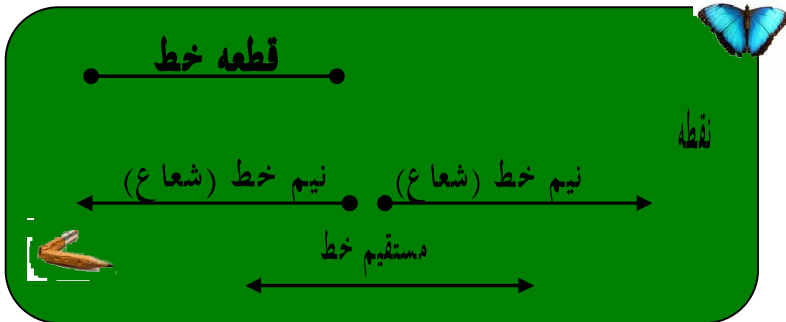 قطعه خط
نقطه
نیم خط (شعاع)
نیم خط (شعاع)
مستقیم خط